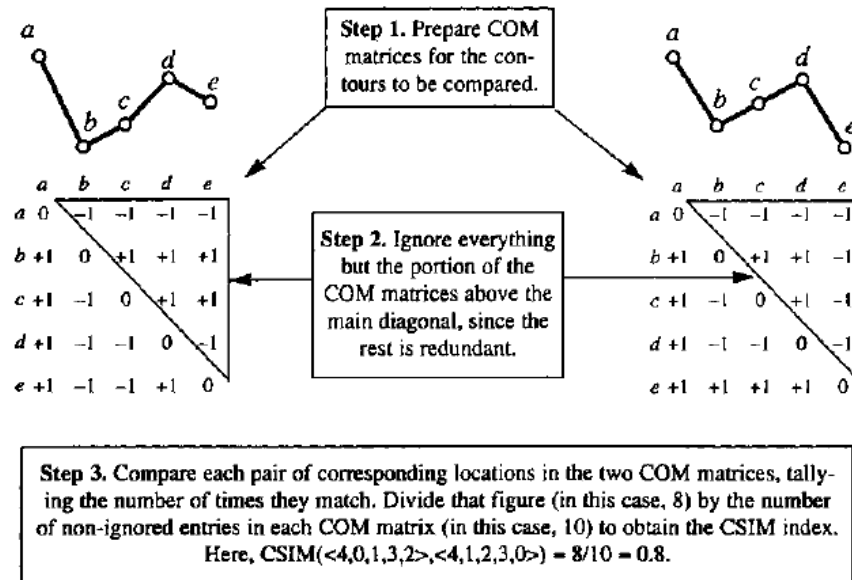 a
b
c
d
e
Step 1. Prepare COM
matrices for the con-
tours to be compared.
a
b
c
d
e
a b c d e
a 0 –1 –1 –1 –1
b +1 0 +1 +1 +1
c +1 –1 0 +1 +1
d +1 –1 –1 0 –1
e +1 –1 –1 +1 0
Step 2. Ignore everything
but the portion of the
COM matrices above the
main diagonal, since the
rest is redundant.
a b c d e
a 0 –1 –1 –1 –1
b +1 0 +1 +1 –1
c +1 –1 0 +1 –1
d +1 –1 –1 0 –1
e +1 +1 +1 +1 0
Step 3. Compare each pair of corresponding locations in the two COM matrices, tally-
ing the number of times they match. Divide that figure (in this case, 8) by the number
of non-ignored entries in each COM matrix (in this case, 10) to obtain the CSIM index.
Here, CSIM(<4,0,1,3,2>,<4,1,2,3,0>) = 8/10 = 0.8.